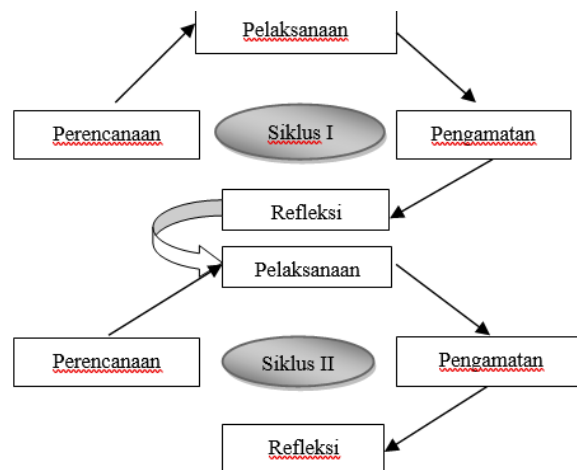 Pelaksanaan
Perencanaan
Siklus I
Pengamatan
Refleksi
Pelaksanaan
Perencanaan
Siklus II
Pengamatan
Refleksi